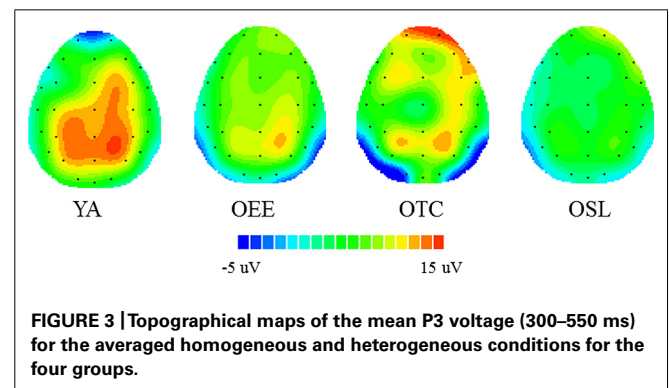 YA OEE OTC OSL
-5 uV 15 uV
FIGURE 3 | Topographical maps of the mean P3 voltage (300–550 ms)
for the averaged homogeneous and heterogeneous conditions for the
four groups.